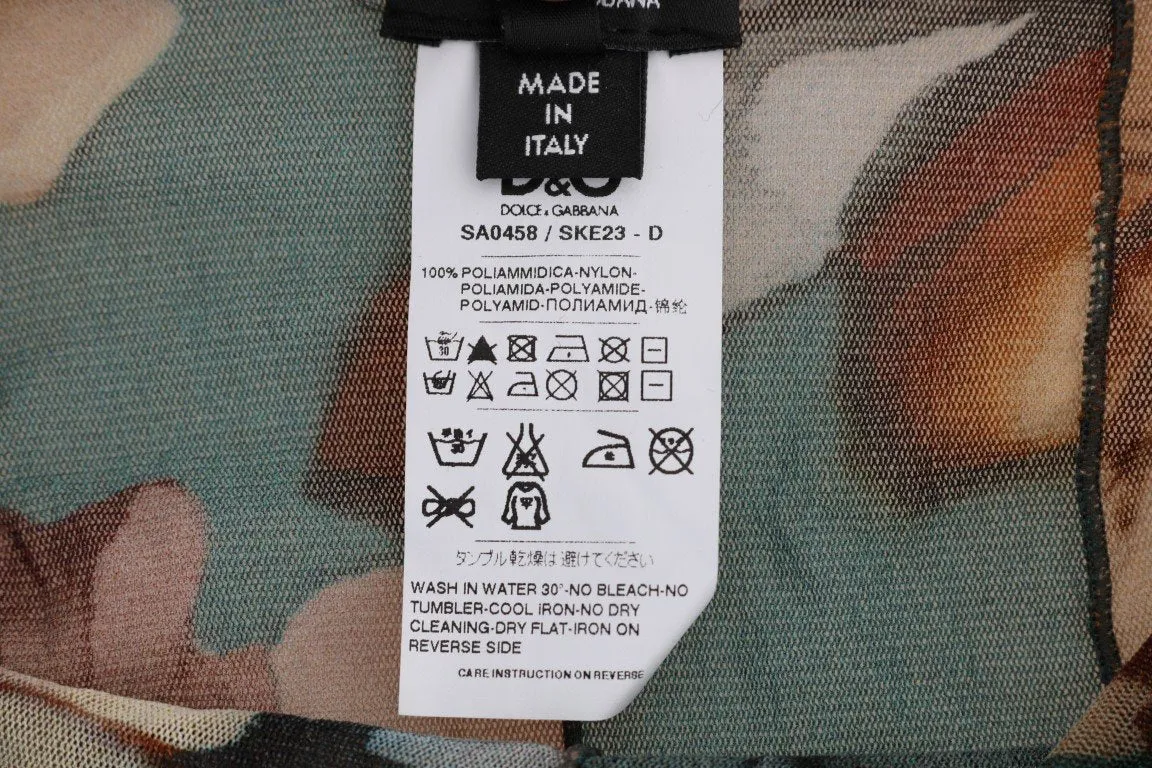 MADE
IN
ITALY
D&G
DOLCE & GABBANA
SA0458 / SKE23 - D
100% POLIAMMIDICA-NYLON-
POLIAMIDA-POLYAMIDE-
POLYAMID-ПОЛИАМИД-锦纶
30
30
タンブル乾燥は避けてください
WASH IN WATER 30°-NO BLEACH-NO
TUMBLER-COOL IRON-NO DRY
CLEANING-DRY FLAT-IRON ON
REVERSE SIDE
CARE INSTRUCTION ON REVERSE